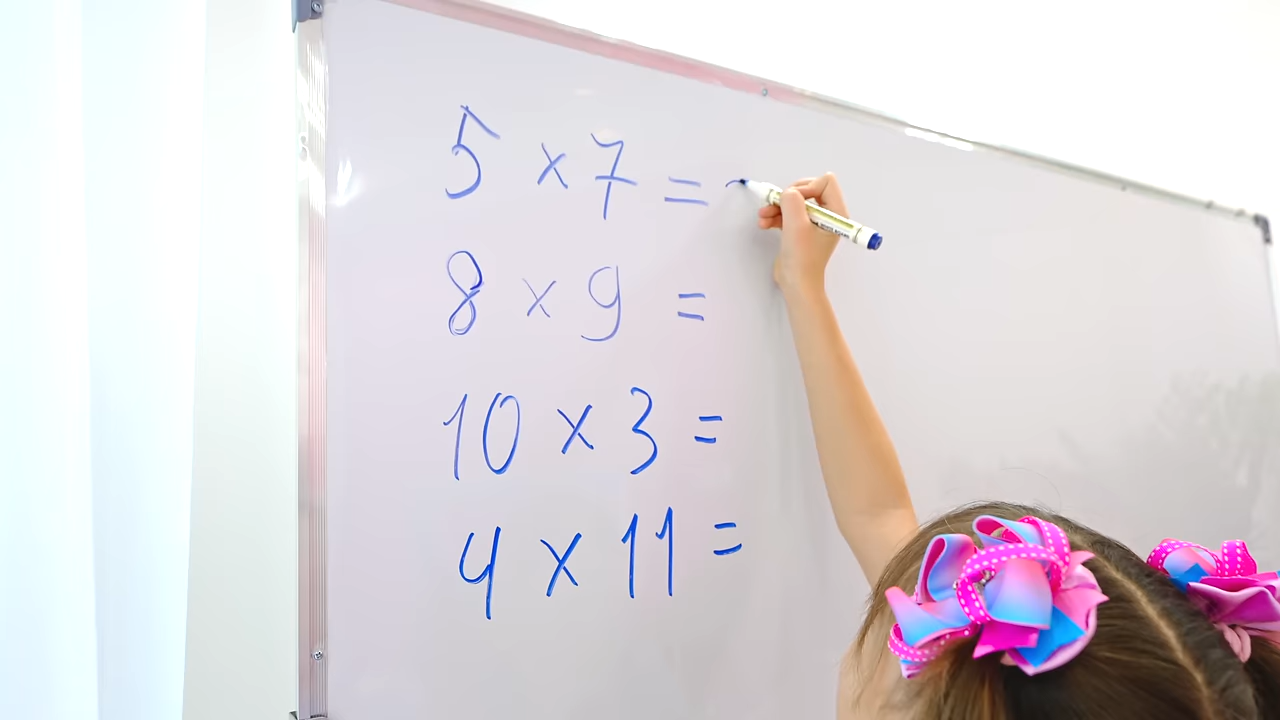 5 × 7 =
8 × 9 =
10 × 3 =
4 × 11 =